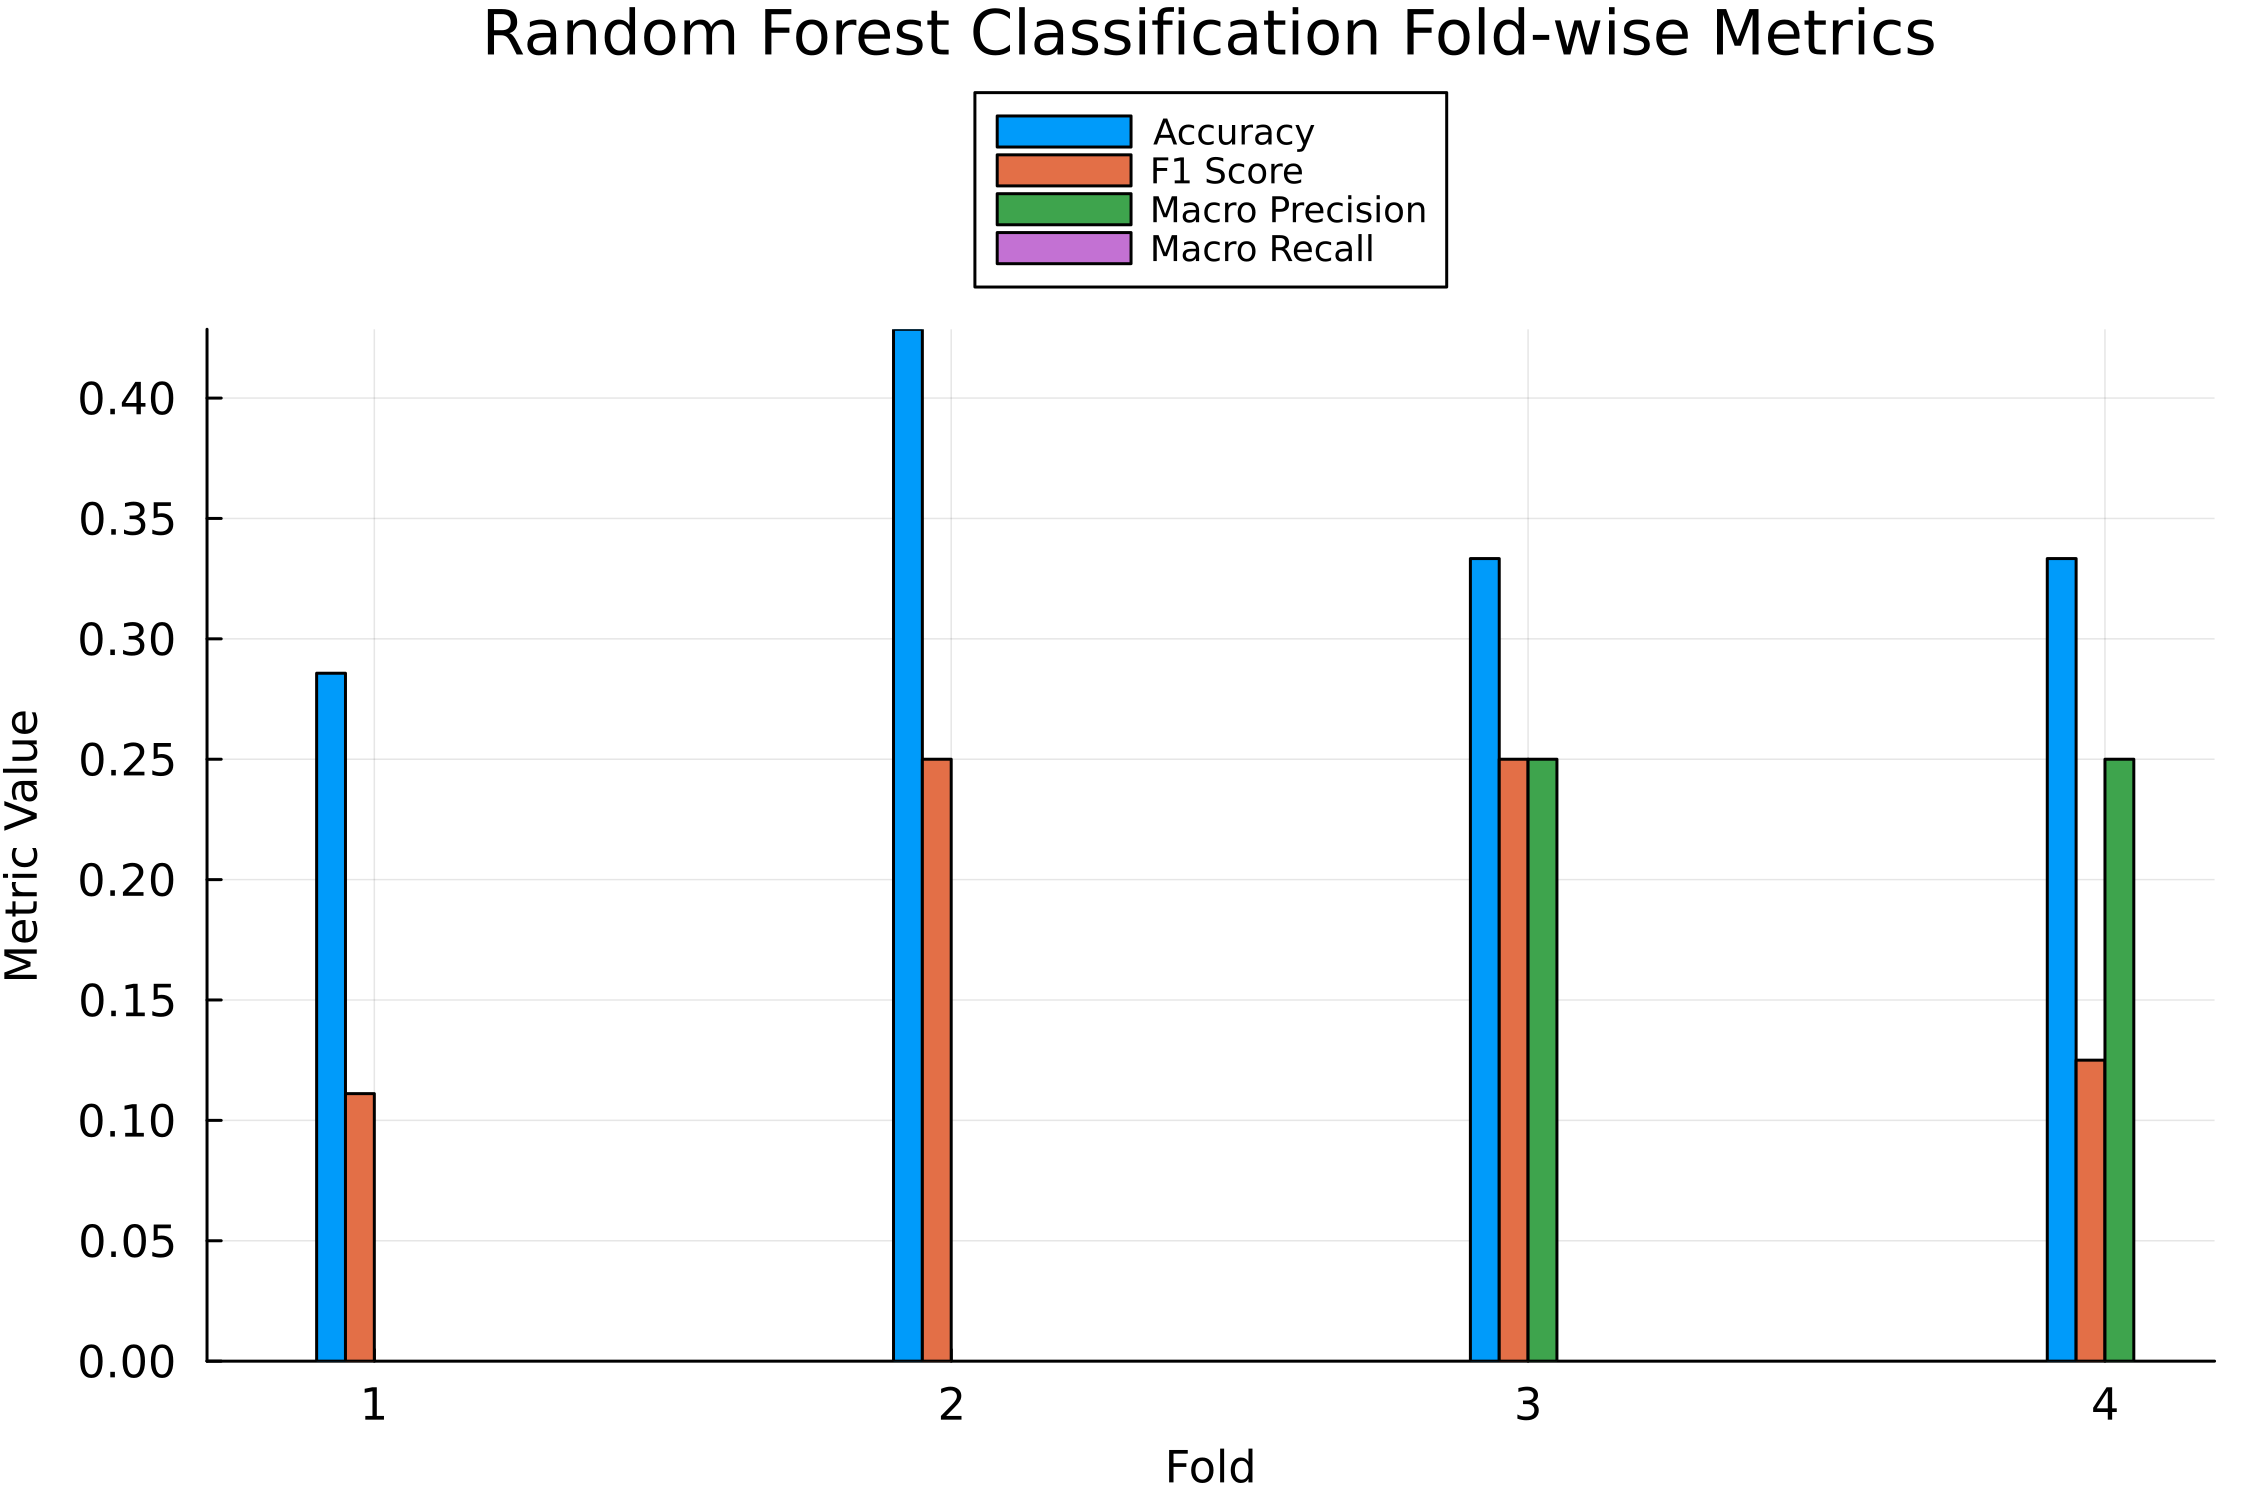 Random Forest Classification Fold-wise Metrics
Accuracy
F1 Score
Macro Precision
Macro Recall
0.40
0.35
0.30
0.25
0.20
0.15
0.10
0.05
0.00
Metric Value
1 2 3 4
Fold